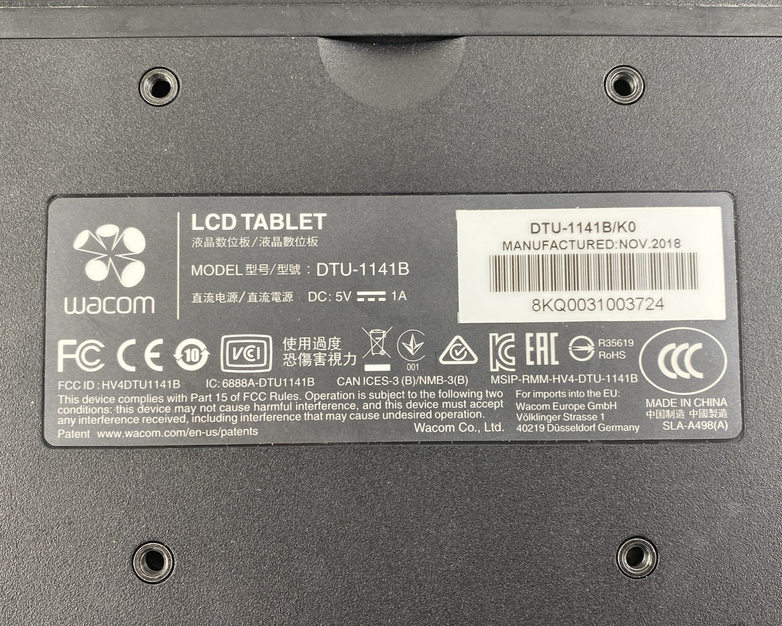 wacom
LCD TABLET
液晶数位板/液晶數位板
MODEL 型号/型號 : DTU-1141B
直流电源/直流電源 DC: 5V 1A
DTU-1141B/K0
MANUFACTURED:NOV.2018
8KQ0031003724
FC CE 10 VCI 使用過度
恐傷害視力
001
KC EAC R35619
RoHS
CCC
FCC ID : HV4DTU1141B IC: 6888A-DTU1141B CAN ICES-3 (B)/NMB-3(B) MSIP-RMM-HV4-DTU-1141B
This device complies with Part 15 of FCC Rules. Operation is subject to the following two
conditions: this device may not cause harmful interference, and this device must accept
any interference received, including interference that may cause undesired operation.
Patent www.wacom.com/en-us/patents Wacom Co., Ltd.
For imports into the EU:
Wacom Europe GmbH
Völklinger Strasse 1
40219 Düsseldorf Germany
MADE IN CHINA
中国制造 中國製造
SLA-A498(A)